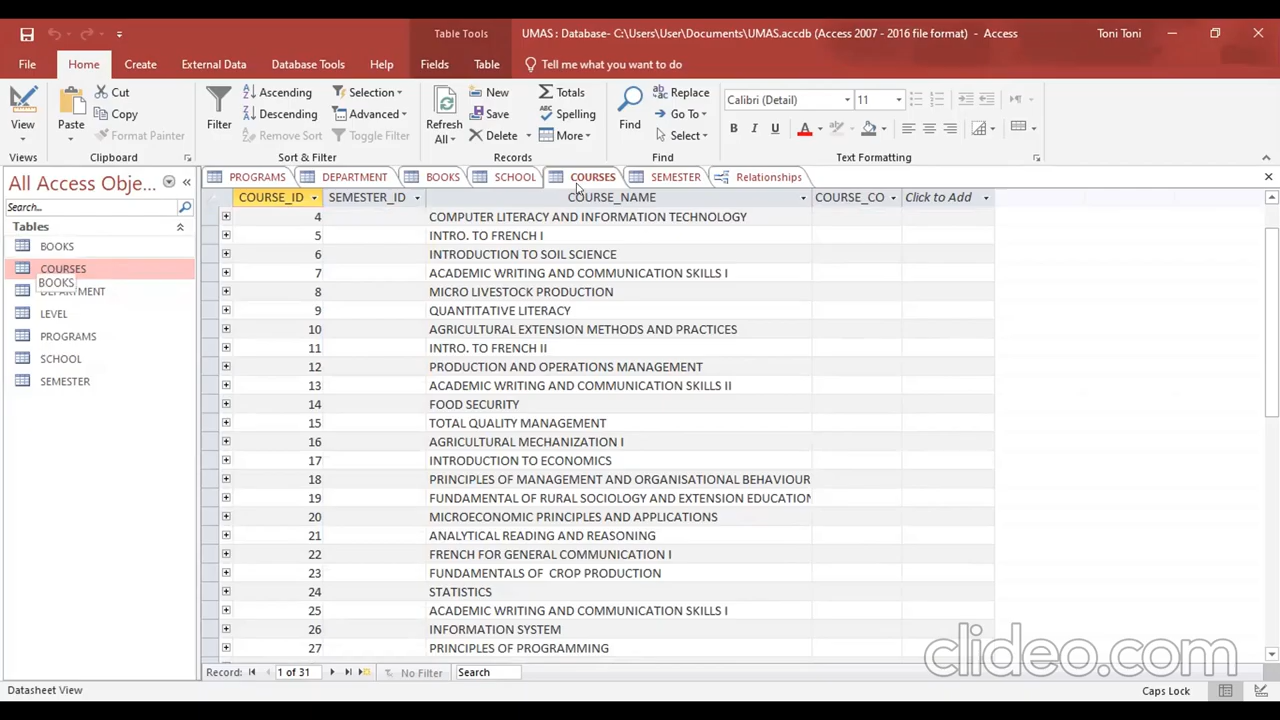 Table Tools
UMAS : Database- C:\Users\User\Documents\UMAS.accdb (Access 2007 - 2016 file format) - Access
Toni Toni
File Home Create External Data Database Tools Help Fields Table Tell me what you want to do
View
Views
Paste
Cut
Copy
Format Painter
Clipboard
Filter
Ascending
Descending
Remove Sort
Selection
Advanced
Toggle Filter
Sort & Filter
Refresh
All
New
Save
Delete
Totals
Spelling
More
Records
Find
Replace
Go To
Select
Find
Calibri (Detail)
11
B I U A
Text Formatting
All Access Obje...
Search...
Tables
BOOKS
COURSES
BOOKS
DEPARTMENT
LEVEL
PROGRAMS
SCHOOL
SEMESTER
PROGRAMS DEPARTMENT BOOKS SCHOOL COURSES SEMESTER Relationships
COURSE_ID SEMESTER_ID COURSE_NAME COURSE_CO Click to Add
4 COMPUTER LITERACY AND INFORMATION TECHNOLOGY
5 INTRO. TO FRENCH I
6 INTRODUCTION TO SOIL SCIENCE
7 ACADEMIC WRITING AND COMMUNICATION SKILLS I
8 MICRO LIVESTOCK PRODUCTION
9 QUANTITATIVE LITERACY
10 AGRICULTURAL EXTENSION METHODS AND PRACTICES
11 INTRO. TO FRENCH II
12 PRODUCTION AND OPERATIONS MANAGEMENT
13 ACADEMIC WRITING AND COMMUNICATION SKILLS II
14 FOOD SECURITY
15 TOTAL QUALITY MANAGEMENT
16 AGRICULTURAL MECHANIZATION I
17 INTRODUCTION TO ECONOMICS
18 PRINCIPLES OF MANAGEMENT AND ORGANISATIONAL BEHAVIOUR
19 FUNDAMENTAL OF RURAL SOCIOLOGY AND EXTENSION EDUCATION
20 MICROECONOMIC PRINCIPLES AND APPLICATIONS
21 ANALYTICAL READING AND REASONING
22 FRENCH FOR GENERAL COMMUNICATION I
23 FUNDAMENTALS OF CROP PRODUCTION
24 STATISTICS
25 ACADEMIC WRITING AND COMMUNICATION SKILLS I
26 INFORMATION SYSTEM
27 PRINCIPLES OF PROGRAMMING
clideo.com
Record: 1 of 31 No Filter Search
Datasheet View
Caps Lock